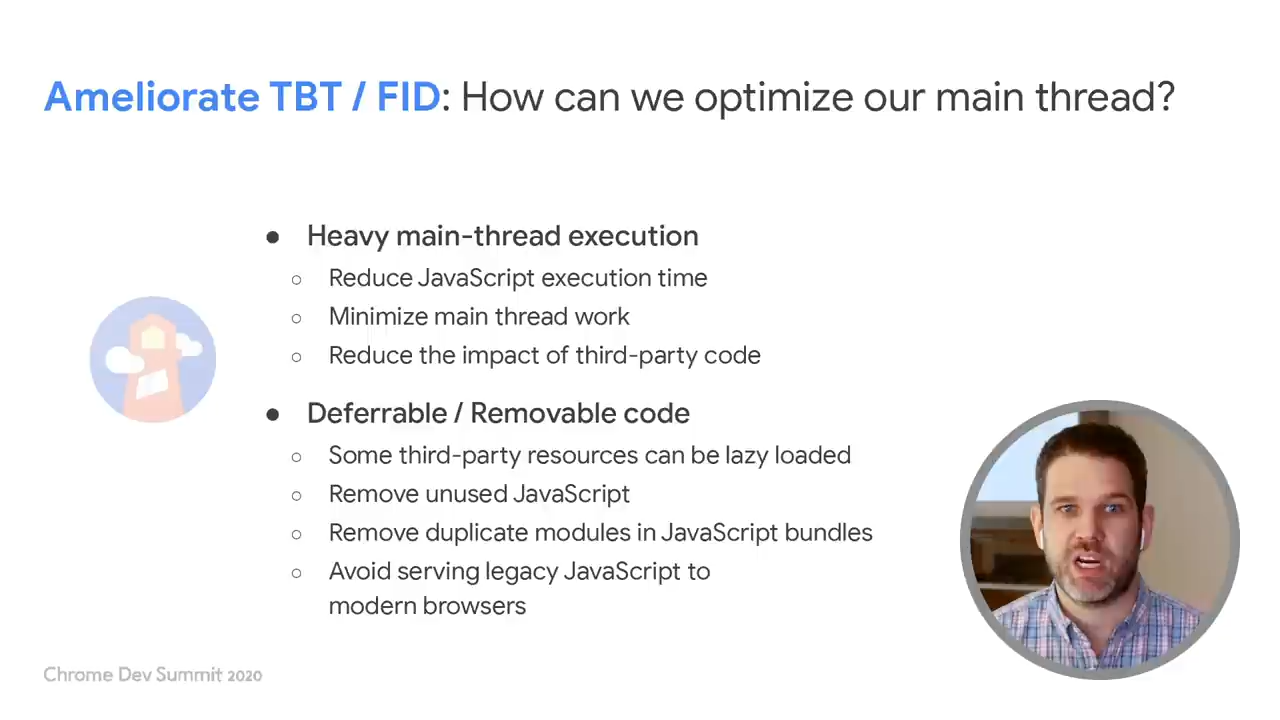 Ameliorate TBT / FID: How can we optimize our main thread?
● Heavy main-thread execution
○ Reduce JavaScript execution time
○ Minimize main thread work
○ Reduce the impact of third-party code
● Deferrable / Removable code
○ Some third-party resources can be lazy loaded
○ Remove unused JavaScript
○ Remove duplicate modules in JavaScript bundles
○ Avoid serving legacy JavaScript to
modern browsers
Chrome Dev Summit 2020